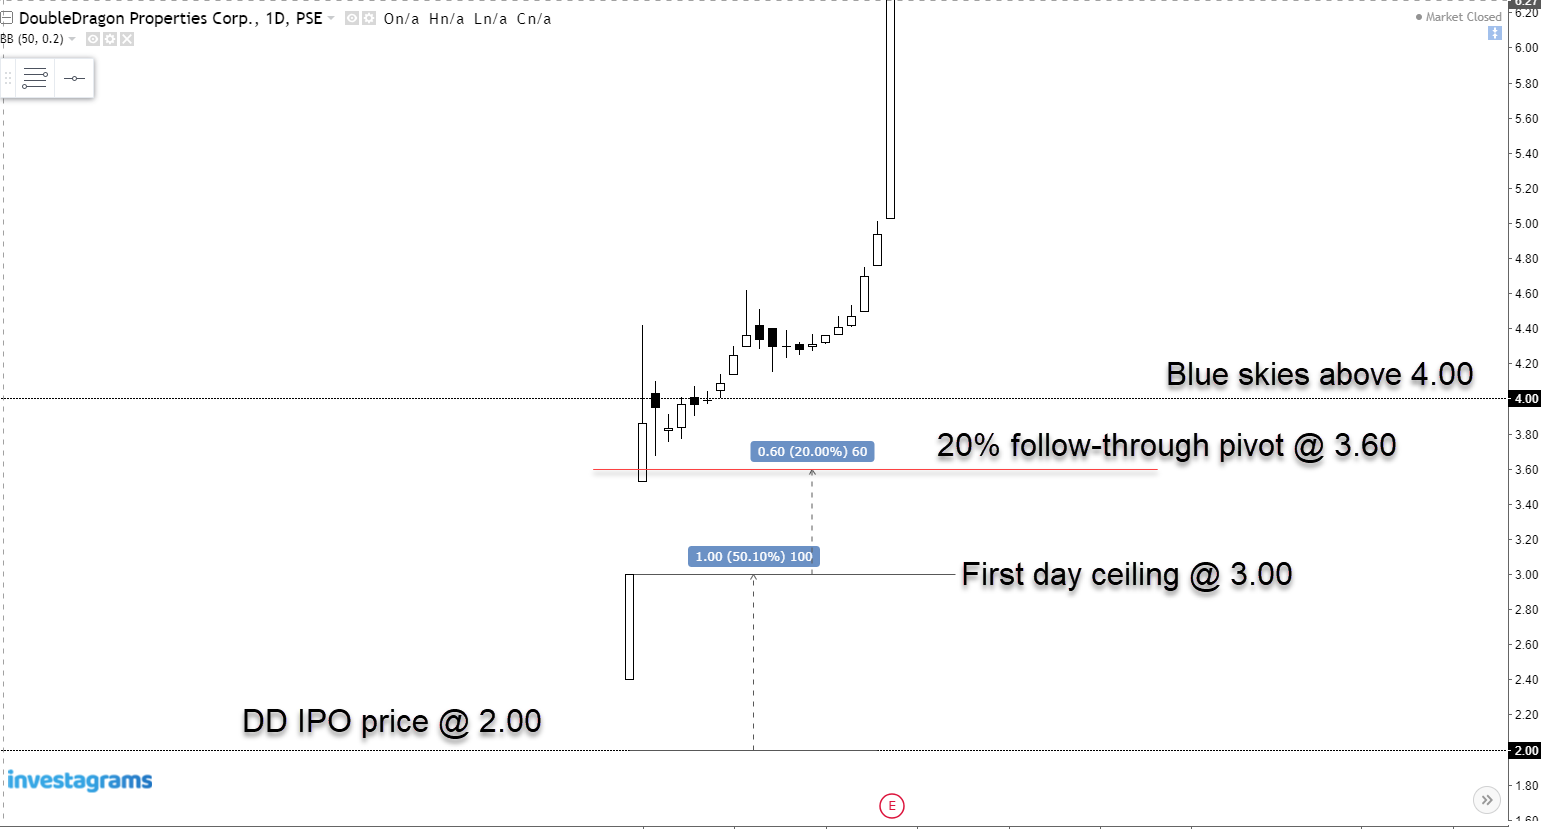 DoubleDragon Properties Corp., 1D, PSE On/a Hn/a Ln/a Cn/a
BB (50, 0.2)
Market Closed
6.27
6.20
6.00
5.80
5.60
5.40
5.20
5.00
4.80
4.60
4.40
4.20
Blue skies above 4.00
4.00
3.80
0.60 (20.00%) 60
20% follow-through pivot @ 3.60
3.60
3.40
3.20
1.00 (50.10%) 100
First day ceiling @ 3.00
3.00
2.80
2.60
2.40
2.20
DD IPO price @ 2.00
2.00
investagrams
1.80
E
1.60